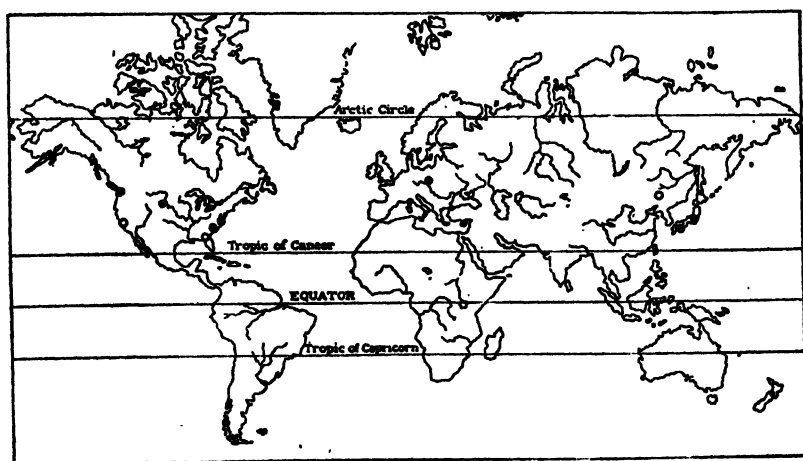 Arctic Circle
Tropic of Cancer
EQUATOR
Tropic of Capricorn